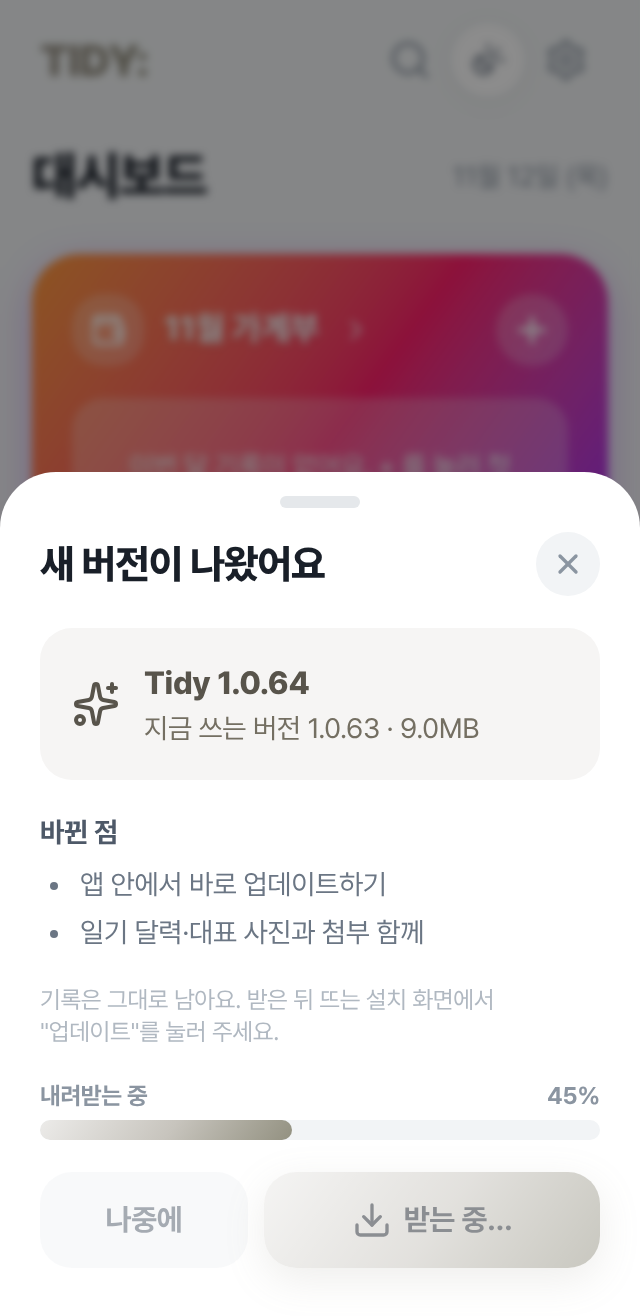 TIDY:
대시보드
11월 12일 (목)
11월 가계부
새 버전이 나왔어요
Tidy 1.0.64
지금 쓰는 버전 1.0.63 · 9.0MB
바뀐 점
• 앱 안에서 바로 업데이트하기
• 일기 달력·대표 사진과 첨부 함께
기록은 그대로 남아요. 받은 뒤 뜨는 설치 화면에서
"업데이트"를 눌러 주세요.
내려받는 중
45%
나중에
받는 중...